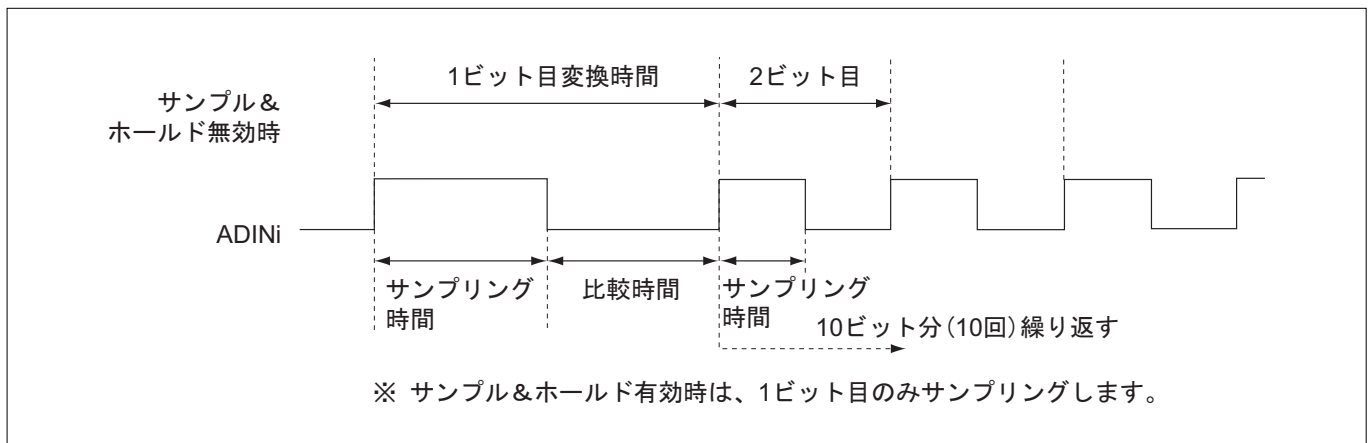 1ビット目変換時間
2ビット目
サンプル＆
ホールド無効時
ADINi
サンプリング
時間
比較時間
サンプリング
時間
10ビット分(10回)繰り返す
※ サンプル＆ホールド有効時は、1ビット目のみサンプリングします。